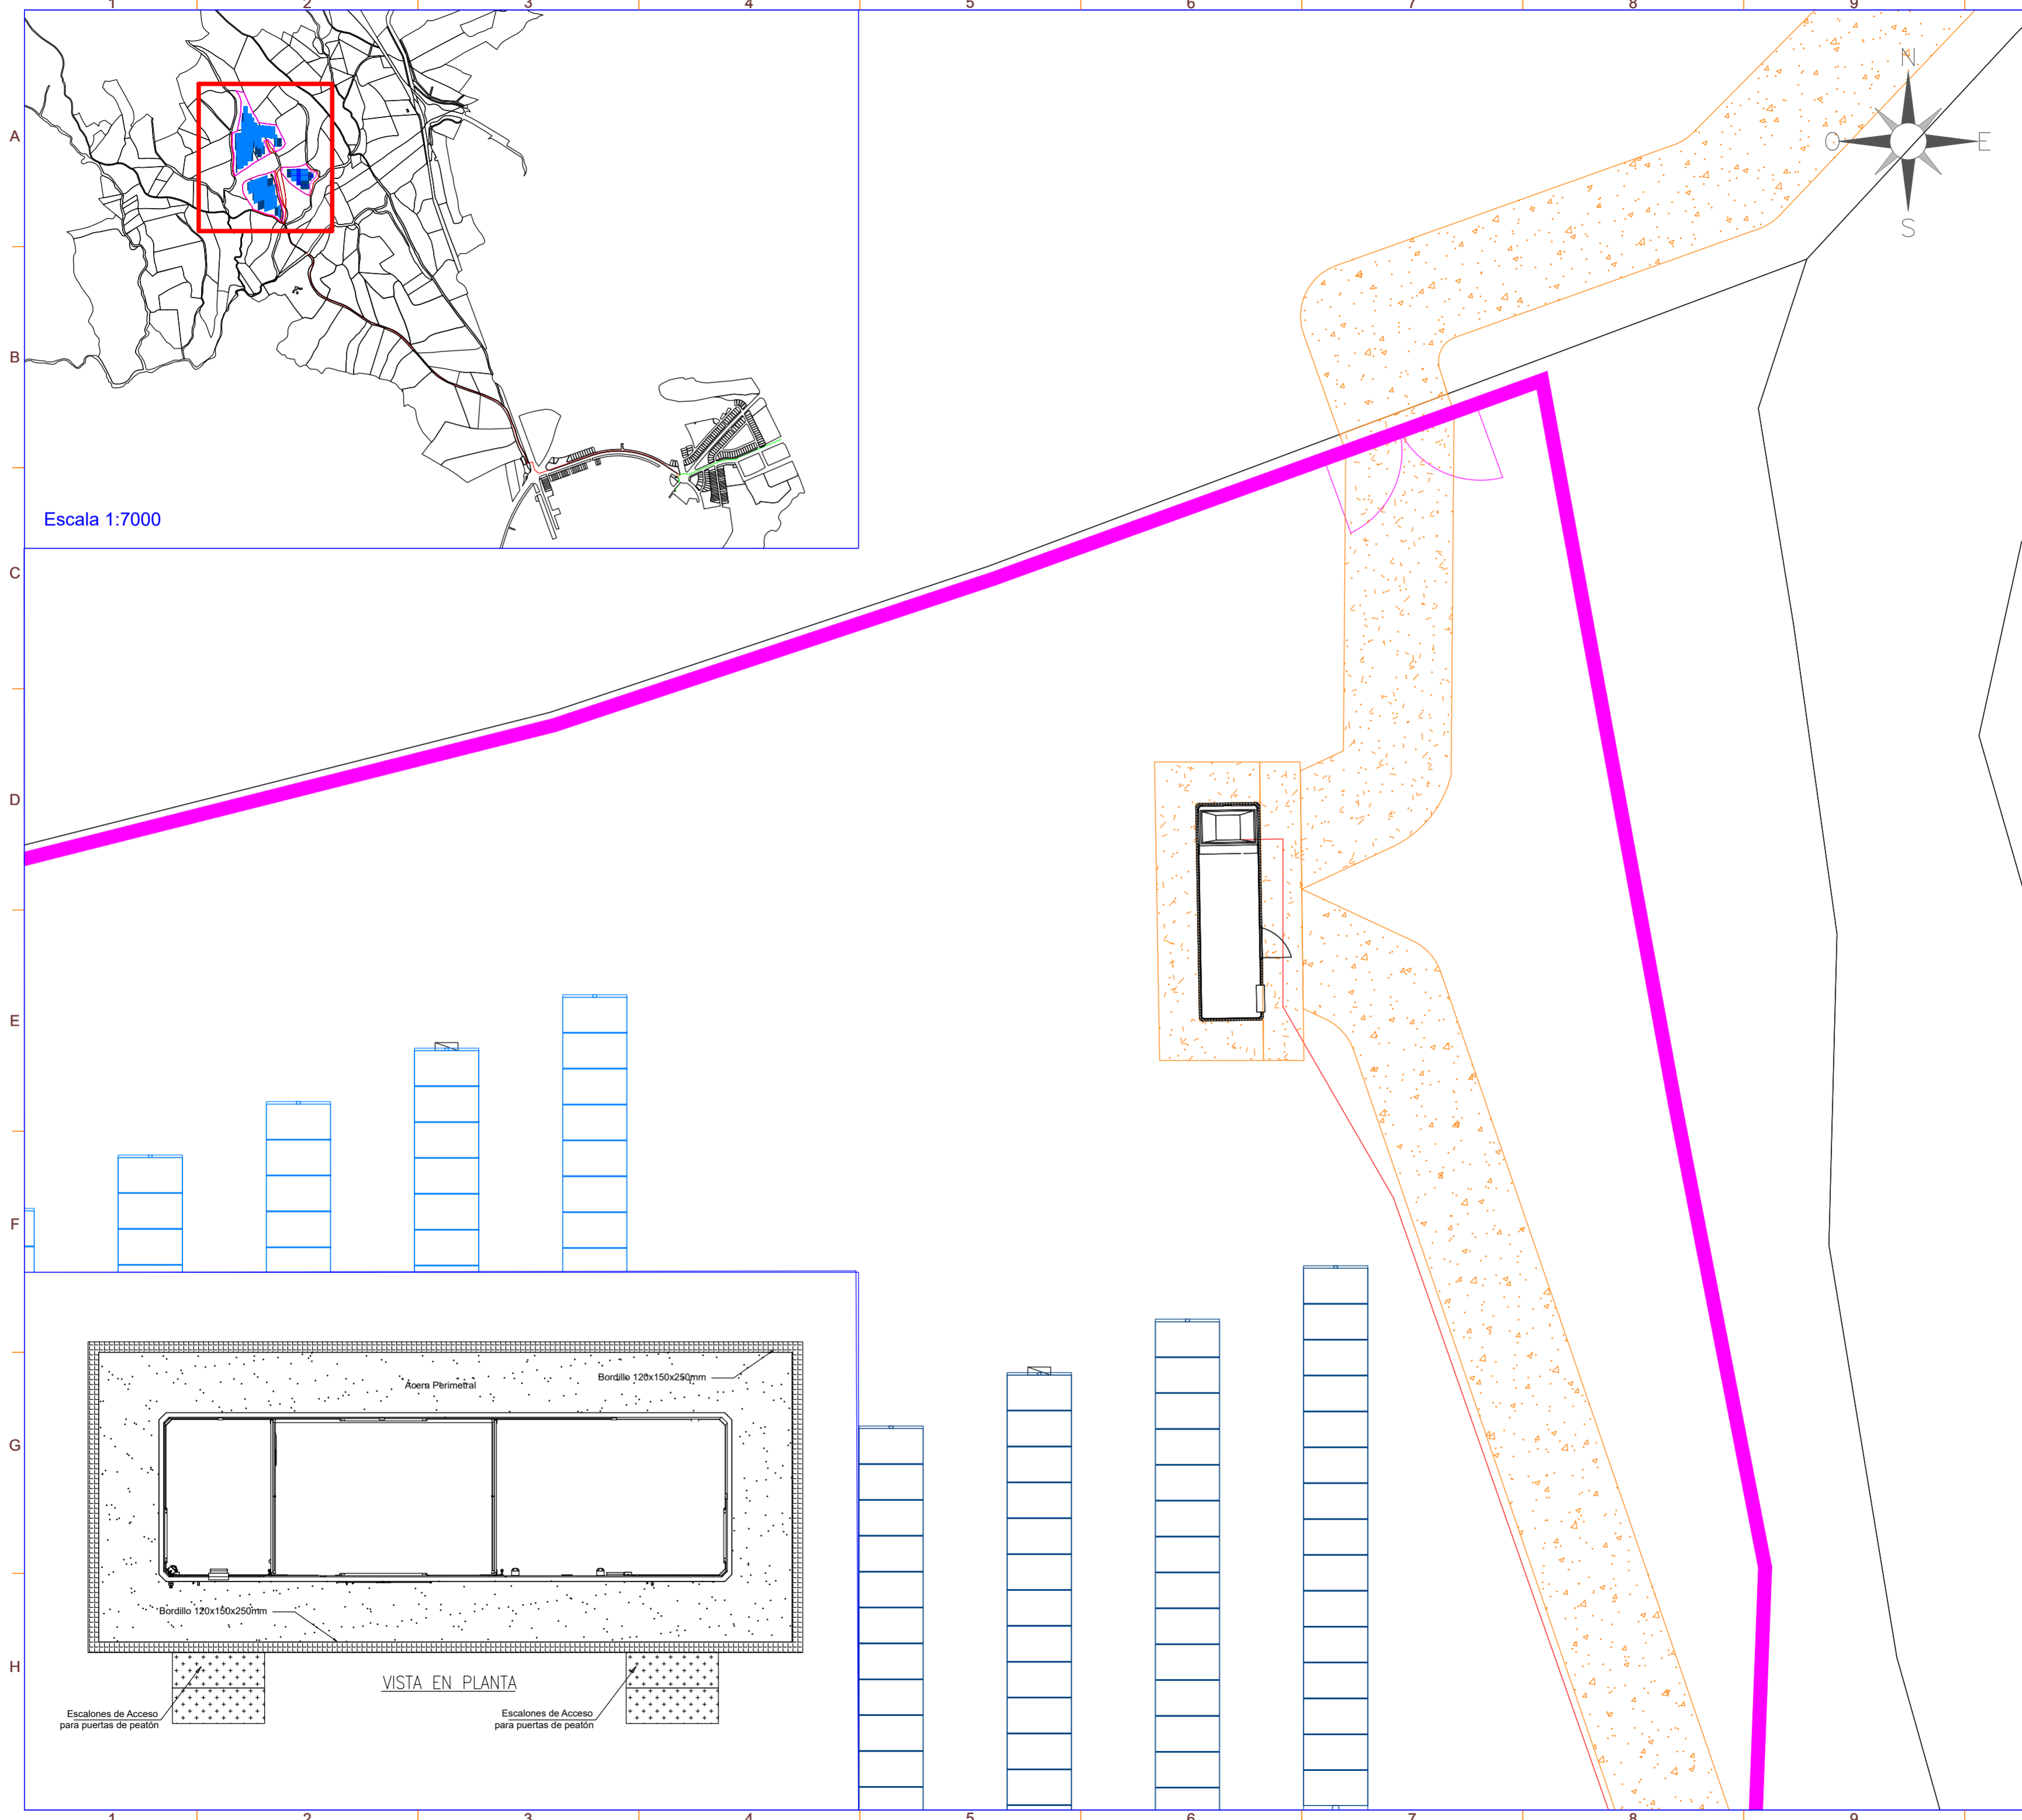 1 2 3 4 5 6 7 8 9
N
A
O E
S
B
Escala 1:7000
C
D
E
F
Bordillo 120x150x250mm
Acera Perimetral
G
Bordillo 120x150x250mm
H
VISTA EN PLANTA
Escalones de Acceso
para puertas de peatón
Escalones de Acceso
para puertas de peatón
1 2 3 4 5 6 7 8 9